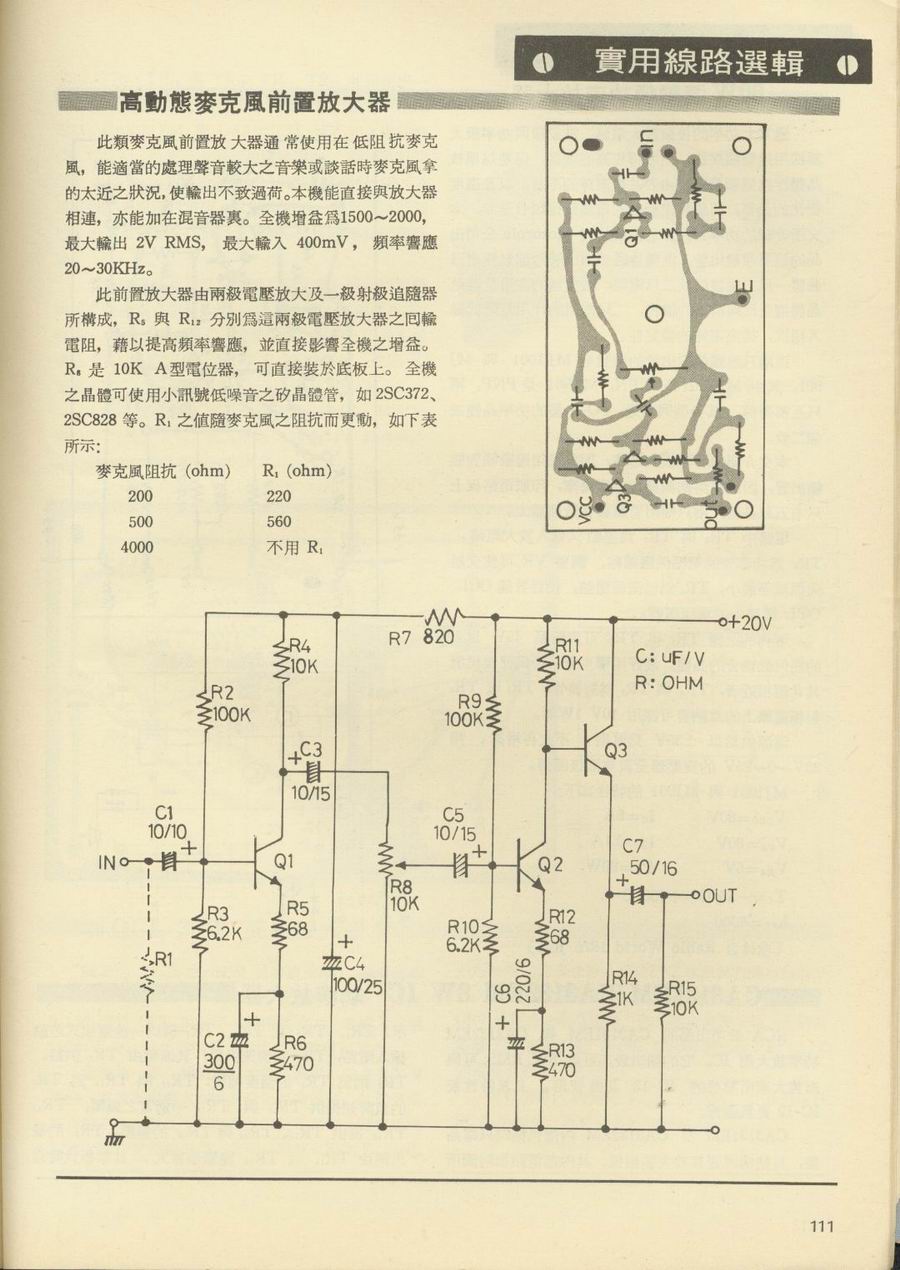 實用線路選輯
高動態麥克風前置放大器
此類麥克風前置放大器通常使用在低阻抗麥克
風，能適當的處理聲音較大之音樂或談話時麥克風拿
的太近之狀況，使輸出不致過荷。本機能直接與放大器
相連，亦能加在混音器裏。全機增益爲1500～2000，
最大輸出 2V RMS， 最大輸入 400mV， 頻率響應
20～30KHz。
此前置放大器由兩級電壓放大及一級射級追隨器
所構成，R₅ 與 R₁₂ 分別爲這兩級電壓放大器之囘輸
電阻，藉以提高頻率響應，並直接影響全機之增益。
R₈ 是 10K A型電位器，可直接裝於底板上。全機
之晶體可使用小訊號低噪音之矽晶體管，如 2SC372、
2SC828 等。R₁ 之值隨麥克風之阻抗而更動，如下表
所示：
麥克風阻抗 (ohm) R₁ (ohm)
200 220
500 560
4000 不用 R₁
in
Q1
E
VCC
Q3
out
+20V
R7 820
C: uF/V
R: OHM
R4
10K
R11
10K
R2
100K
R9
100K
Q3
+
C3
10/15
C1
10/10
+
C5
10/15
+
IN
Q1
Q2
C7
50/16
+
OUT
R8
10K
R3
6.2K
R5
68
R10
6.2K
R12
68
R1
+
C4
100/25
C6
220/6
+
R14
1K
R15
10K
C2
300
6
+
R6
470
R13
470
111